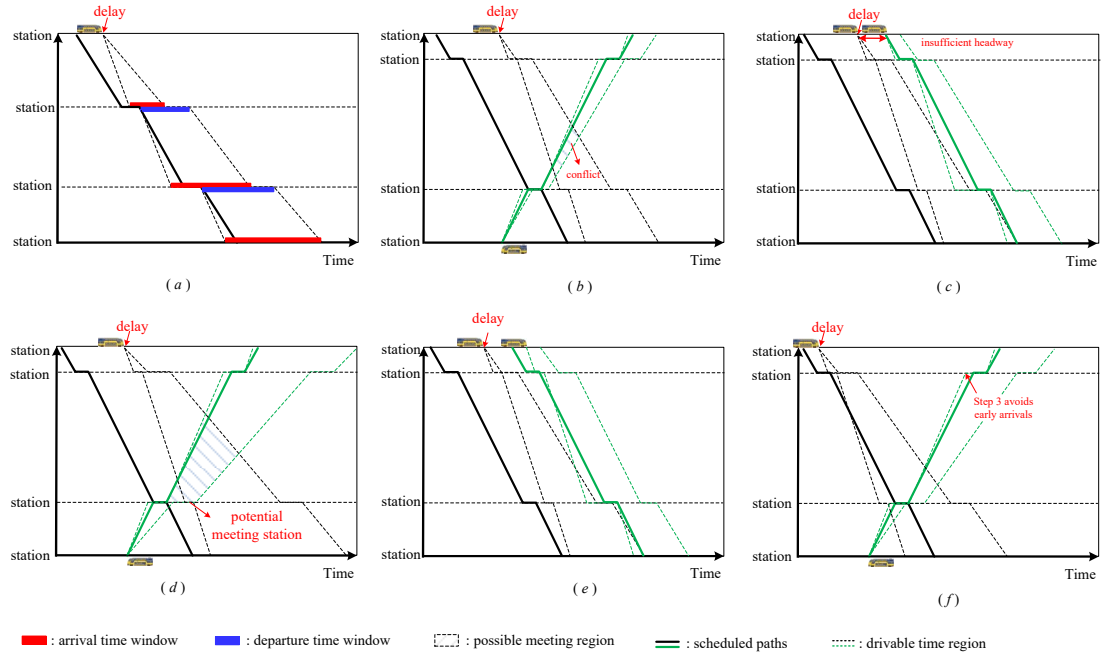 delay
station
station
station
station
Time
( a )
delay
station
station
conflict
station
station
Time
( b )
delay
insufficient headway
station
station
station
station
Time
( c )
delay
station
station
station
potential
meeting station
station
Time
( d )
delay
station
station
station
station
Time
( e )
delay
station
station
Step 3 avoids
early arrivals
station
station
Time
( f )
: arrival time window
: departure time window
: possible meeting region
: scheduled paths
: drivable time region